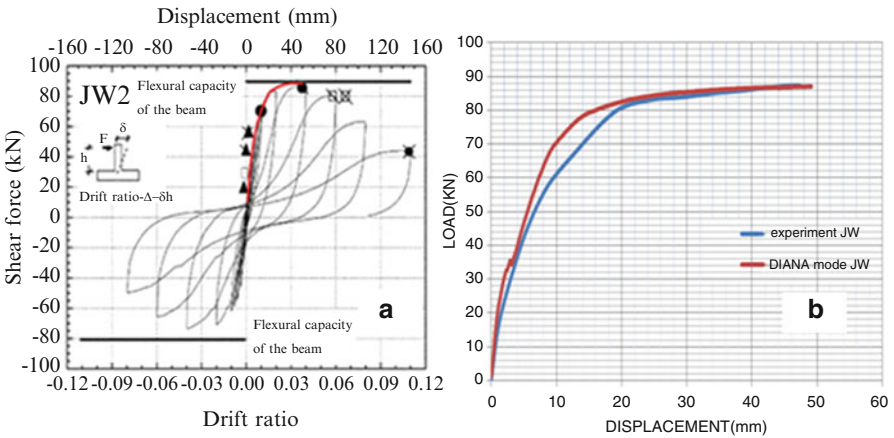 Displacement (mm)
-160 -120 -80 -40 0 40 80 120 160
Shear force (kN)
100
80
60
40
20
0
-20
-40
-60
-80
-100
JW2
Flexural capacity
of the beam
F
δ
h
Drift ratio-Δ–δh
Flexural capacity
of the beam
a
-0.12 -0.09 -0.06 -0.03 0.00 0.03 0.06 0.09 0.12
Drift ratio
LOAD(KN)
100
90
80
70
60
50
40
30
20
10
0
experiment JW
DIANA mode JW
b
0 10 20 30 40 50 60
DISPLACEMENT(mm)